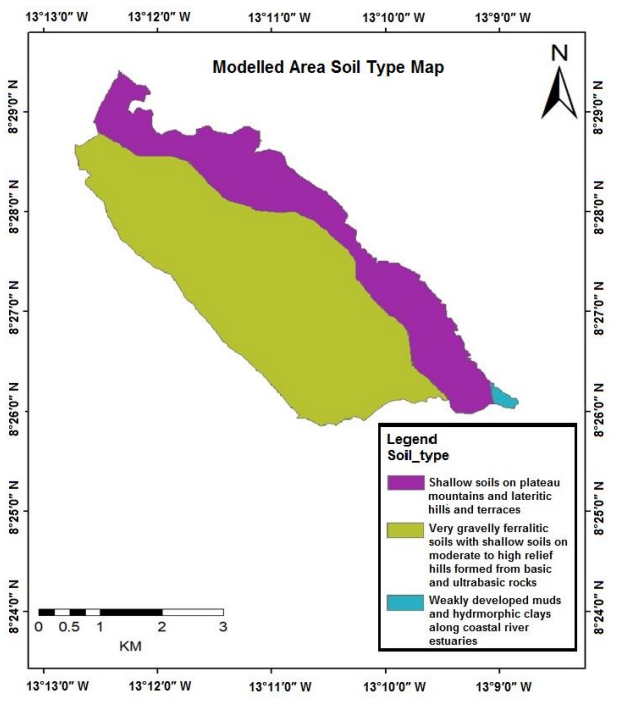 13°13'0" W 13°12'0" W 13°11'0" W 13°10'0" W 13°9'0" W
Modelled Area Soil Type Map
N
8°29'0" N 8°29'0" N
8°28'0" N 8°28'0" N
8°27'0" N 8°27'0" N
8°26'0" N 8°26'0" N
8°25'0" N 8°25'0" N
8°24'0" N 8°24'0" N
Legend
Soil_type
Shallow soils on plateau
mountains and lateritic
hills and terraces
Very gravelly ferralitic
soils with shallow soils on
moderate to high relief
hills formed from basic
and ultrabasic rocks
Weakly developed muds
and hydrmorphic clays
along coastal river
estuaries
0 0.5 1 2 3
KM
13°13'0" W 13°12'0" W 13°11'0" W 13°10'0" W 13°9'0" W